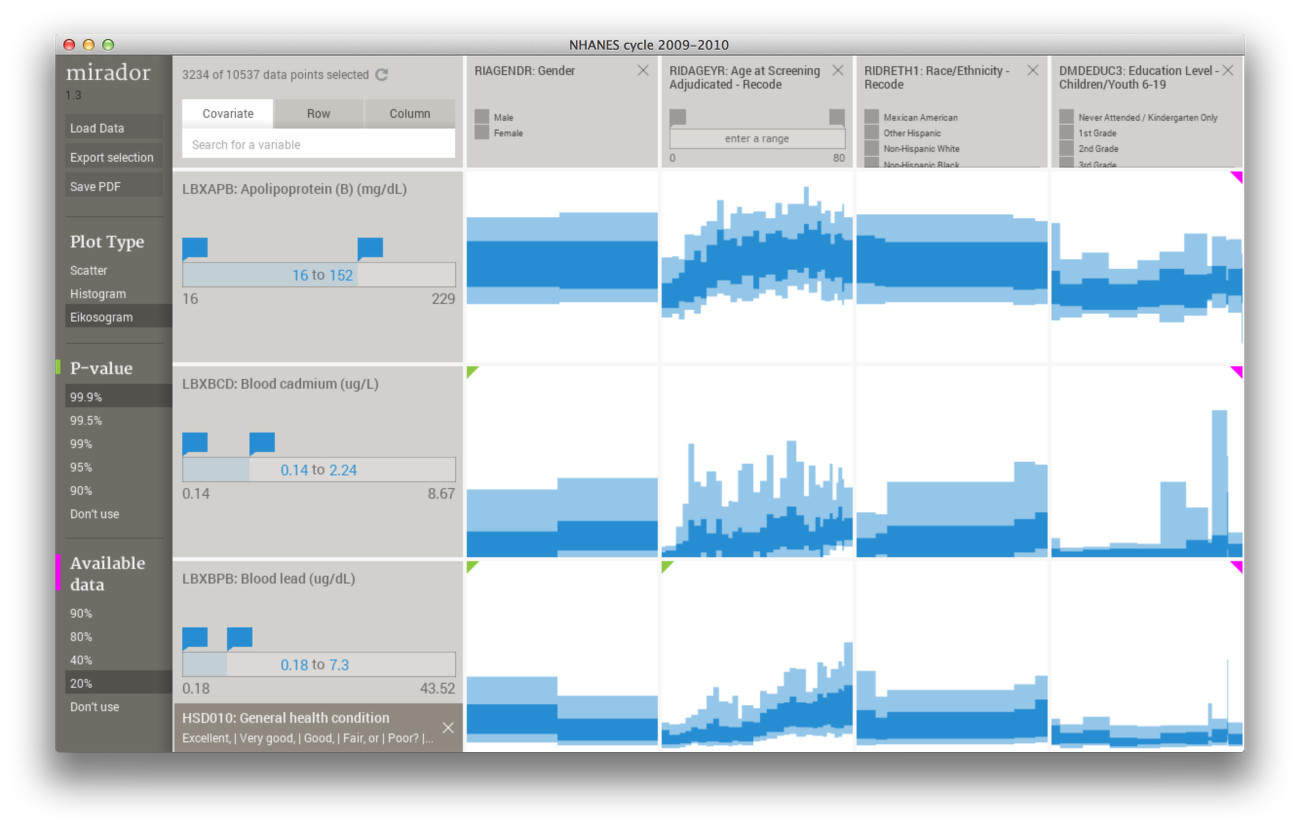 NHANES cycle 2009-2010
mirador
1.3
Load Data
Export selection
Save PDF
Plot Type
Scatter
Histogram
Eikosogram
P-value
99.9%
99.5%
99%
95%
90%
Don't use
Available
data
90%
80%
40%
20%
Don't use
3234 of 10537 data points selected
Covariate
Row
Column
Search for a variable
RIAGENDR: Gender
Male
Female
RIDAGEYR: Age at Screening
Adjudicated - Recode
enter a range
0
80
RIDRETH1: Race/Ethnicity -
Recode
Mexican American
Other Hispanic
Non-Hispanic White
Non-Hispanic Black
DMDEDUC3: Education Level -
Children/Youth 6-19
Never Attended / Kindergarten Only
1st Grade
2nd Grade
3rd Grade
LBXAPB: Apolipoprotein (B) (mg/dL)
16 to 152
16
229
LBXBCD: Blood cadmium (ug/L)
0.14 to 2.24
0.14
8.67
LBXBPB: Blood lead (ug/dL)
0.18 to 7.3
0.18
43.52
HSD010: General health condition
Excellent, | Very good, | Good, | Fair, or | Poor? |...